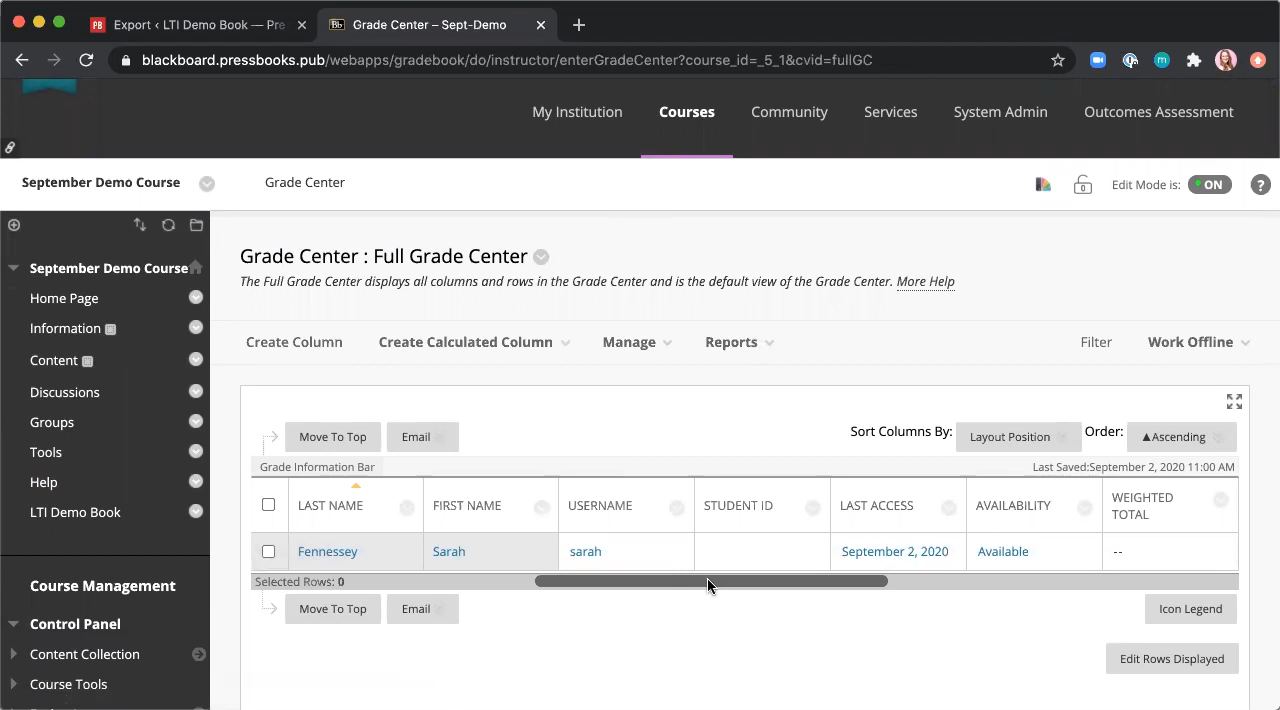 PB Export ‹ LTI Demo Book — Pre
Bb Grade Center – Sept-Demo
blackboard.pressbooks.pub/webapps/gradebook/do/instructor/enterGradeCenter?course_id=_5_1&cvid=fullGC
My Institution Courses Community Services System Admin Outcomes Assessment
September Demo Course Grade Center 0 Edit Mode is: ON ?
September Demo Course
Home Page
Information
Content
Discussions
Groups
Tools
Help
LTI Demo Book
Course Management
Control Panel
Content Collection
Course Tools
Grade Center : Full Grade Center
The Full Grade Center displays all columns and rows in the Grade Center and is the default view of the Grade Center. More Help
Create Column Create Calculated Column Manage Reports Filter Work Offline
Move To Top Email Sort Columns By: Layout Position Order: ▲Ascending
Grade Information Bar Last Saved:September 2, 2020 11:00 AM
LAST NAME FIRST NAME USERNAME STUDENT ID LAST ACCESS AVAILABILITY WEIGHTED TOTAL
Fennessey Sarah sarah September 2, 2020 Available --
Selected Rows: 0
Move To Top Email Icon Legend
Edit Rows Displayed